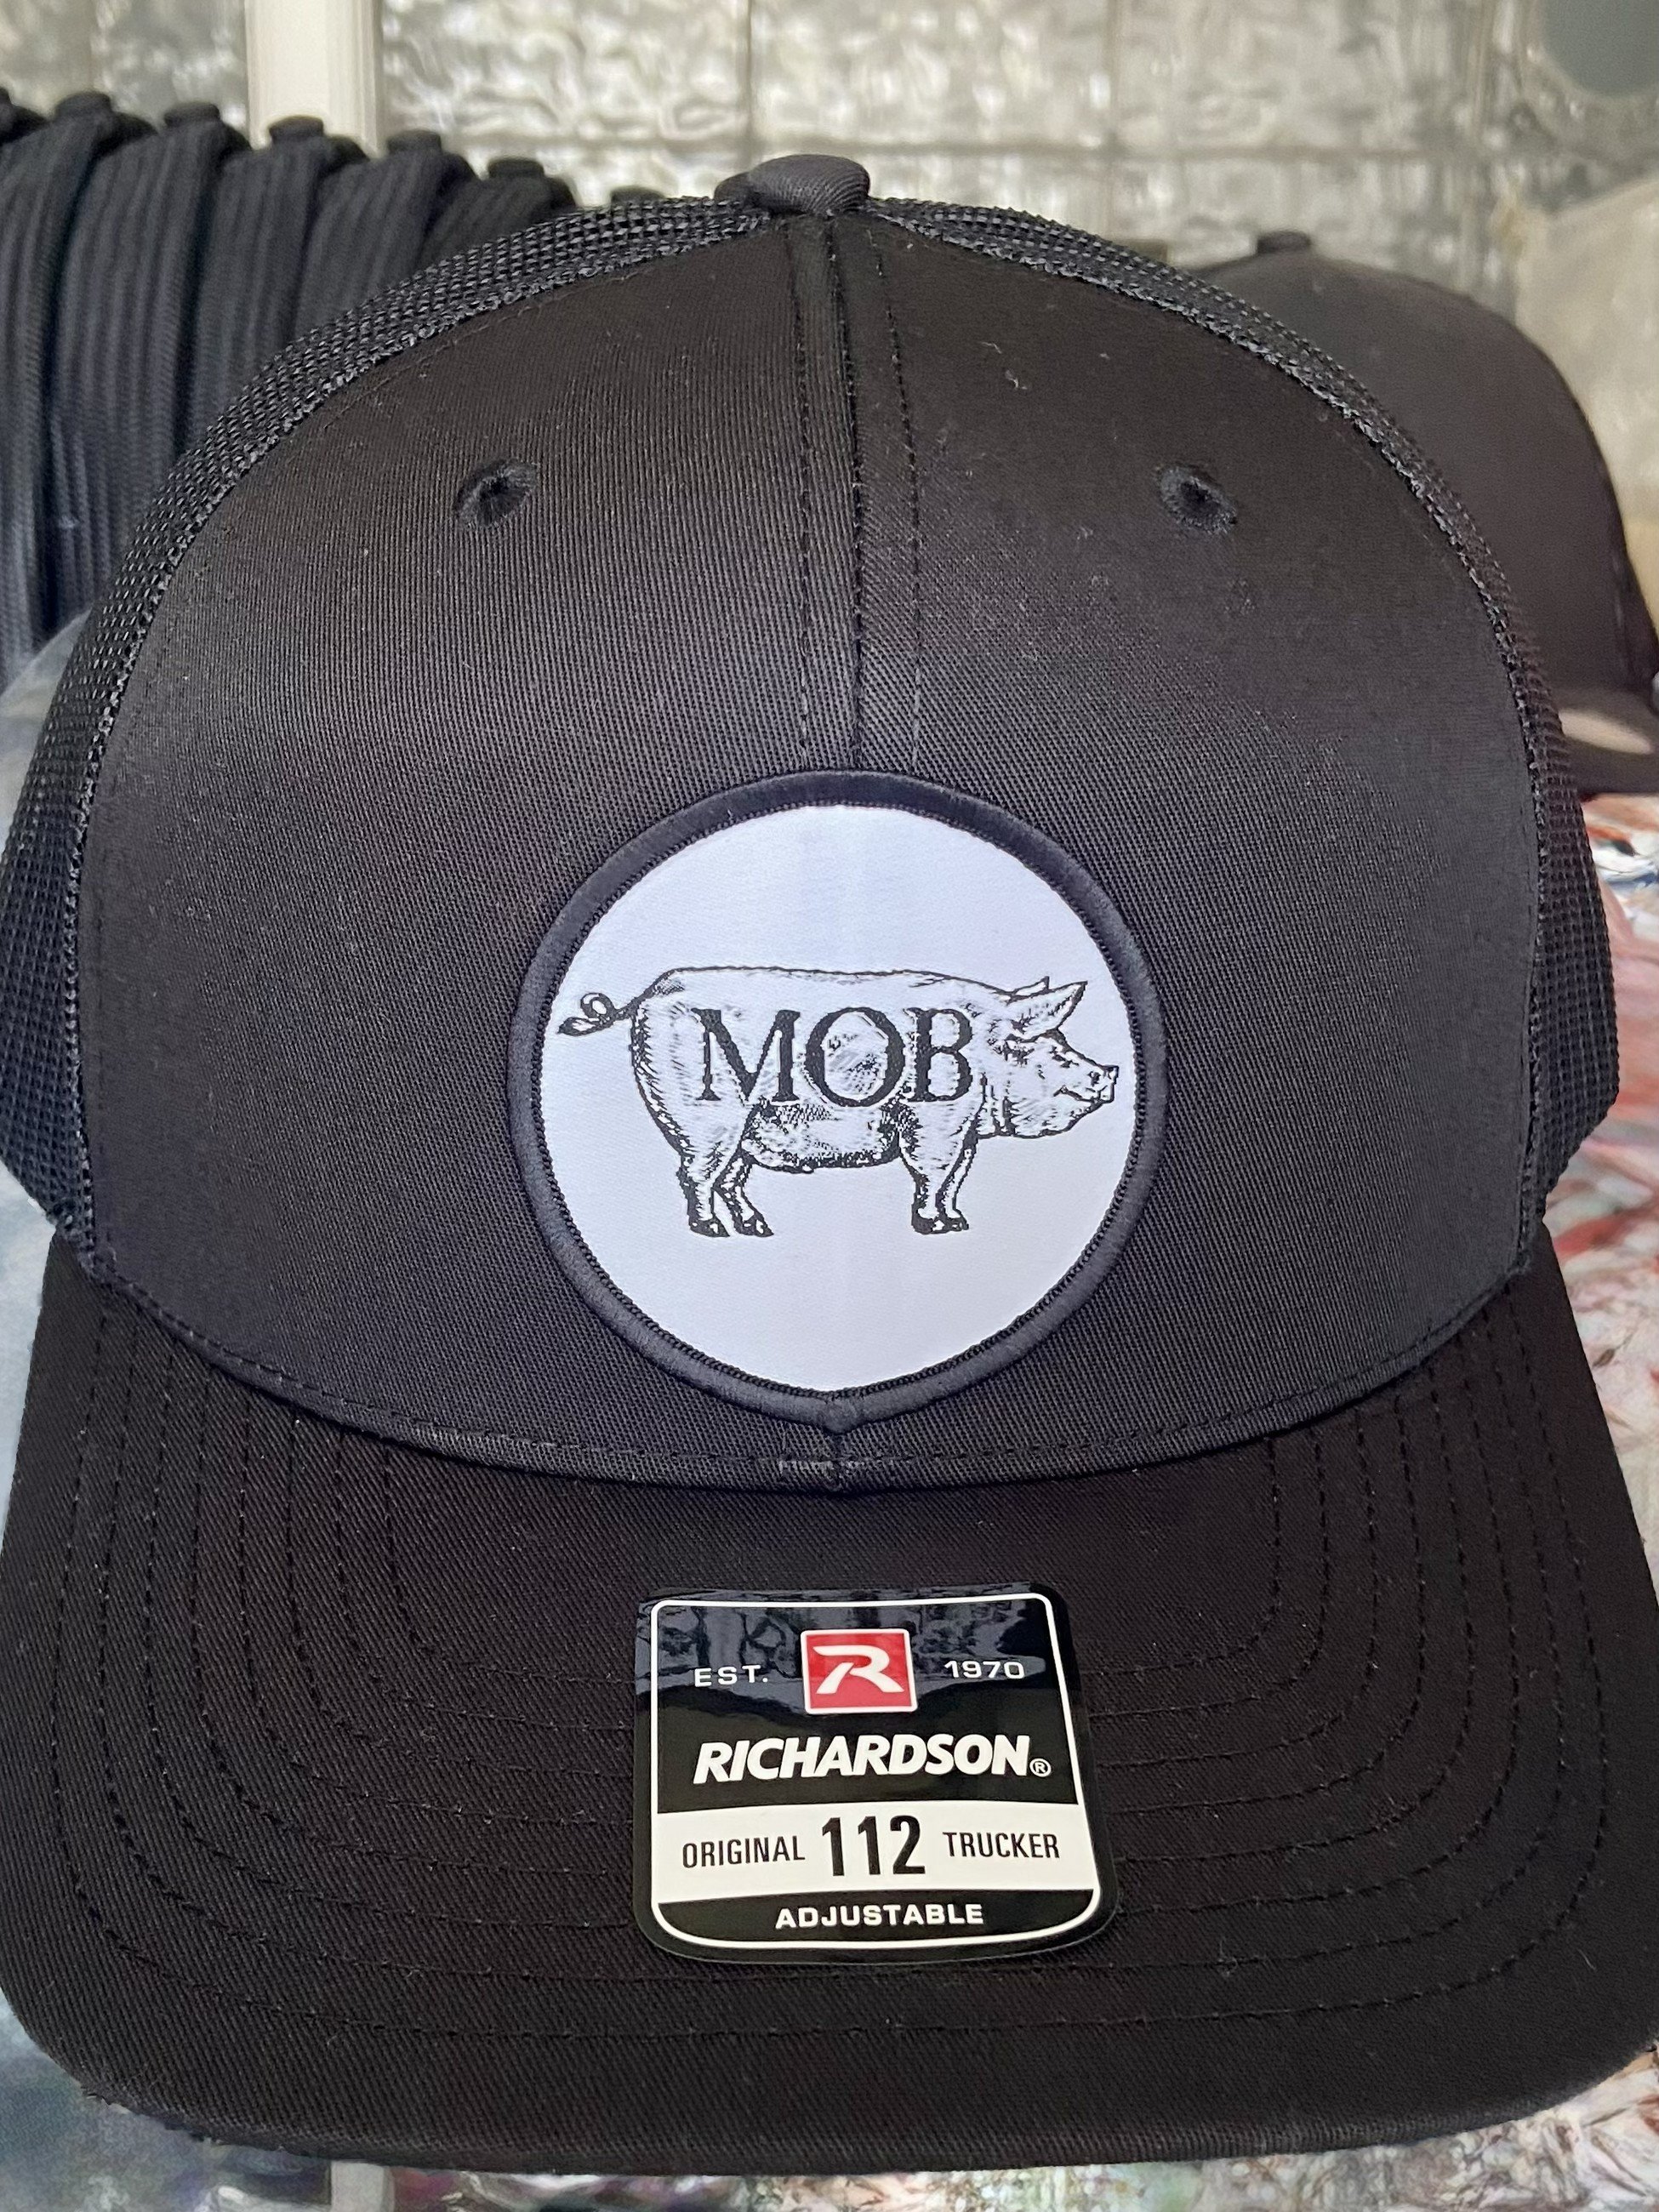 MOB
EST. R 1970
RICHARDSON®
ORIGINAL 112 TRUCKER
ADJUSTABLE